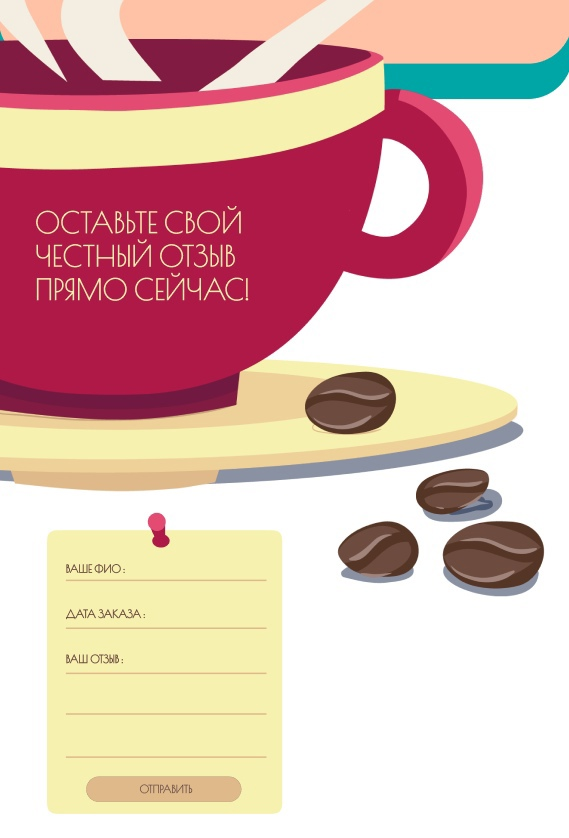 ОСТАВЬТЕ СВОЙ
ЧЕСТНЫЙ ОТЗЫВ
ПРЯМО СЕЙЧАС!
ВАШЕ ФИО :
ДАТА ЗАКАЗА :
ВАШ ОТЗЫВ :
ОТПРАВИТЬ